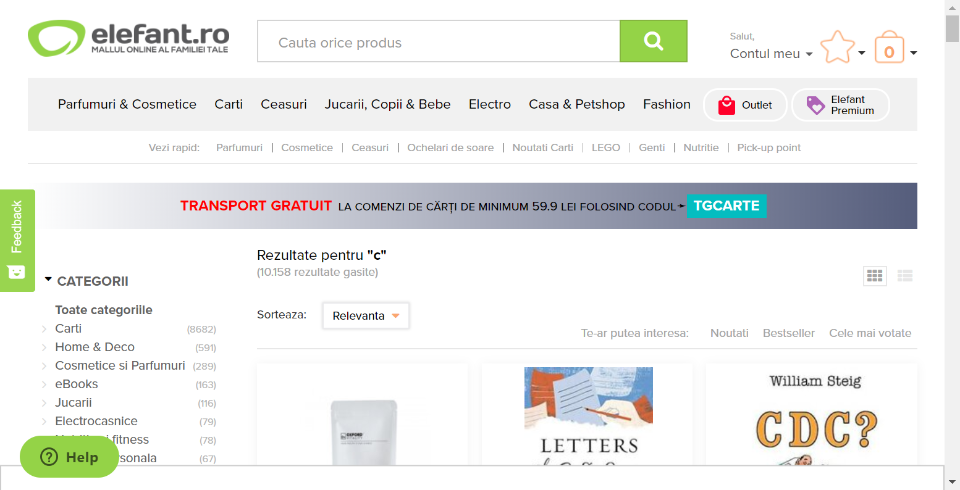 elefant.ro
MALLUL ONLINE AL FAMILIEI TALE
Cauta orice produs
Salut,
Contul meu
0
Parfumuri & Cosmetice
Carti
Ceasuri
Jucarii, Copii & Bebe
Electro
Casa & Petshop
Fashion
Outlet
Elefant
Premium
Vezi rapid:
Parfumuri
Cosmetice
Ceasuri
Ochelari de soare
Noutati Carti
LEGO
Genti
Nutritie
Pick-up point
TRANSPORT GRATUIT LA COMENZI DE CĂRȚI DE MINIMUM 59.9 LEI FOLOSIND CODUL TGCARTE
Feedback
Rezultate pentru "c"
(10.158 rezultate gasite)
CATEGORII
Toate categoriile
Carti (8682)
Home & Deco (591)
Cosmetice si Parfumuri (289)
eBooks (163)
Jucarii (116)
Electrocasnice (79)
fitness (78)
(67)
Help
Sorteaza:
Relevanta
Te-ar putea interesa:
Noutati
Bestseller
Cele mai votate
LETTERS
William Steig
CDC?